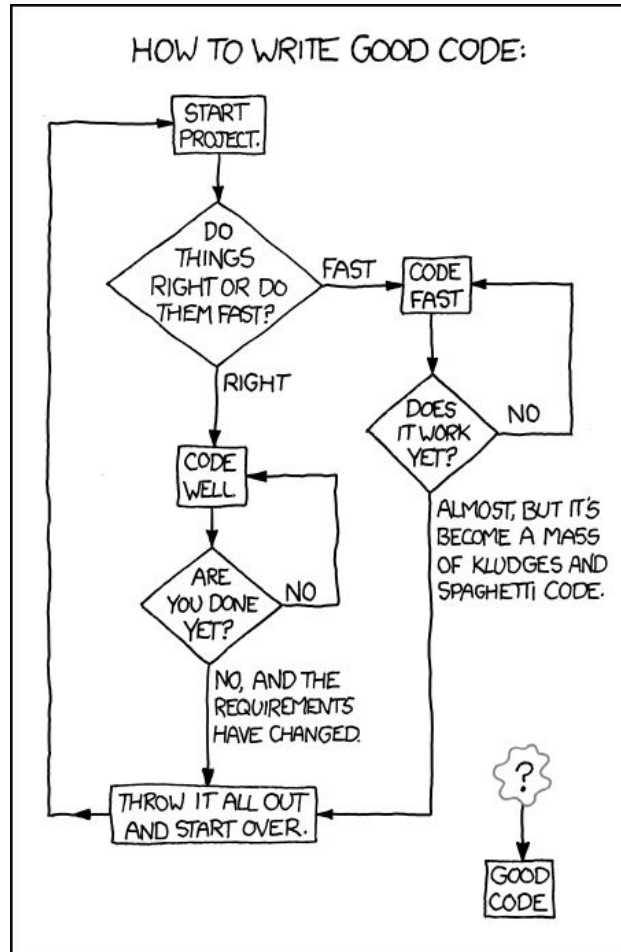 HOW TO WRITE GOOD CODE:
START
PROJECT.
DO
THINGS
RIGHT OR DO
THEM FAST?
FAST
CODE
FAST
RIGHT
DOES
IT WORK
YET?
NO
CODE
WELL
ALMOST, BUT IT'S
BECOME A MASS
OF KLUDGES AND
SPAGHETTI CODE.
ARE
YOU DONE
YET?
NO
NO, AND THE
REQUIREMENTS
HAVE CHANGED.
THROW IT ALL OUT
AND START OVER.
?
GOOD
CODE